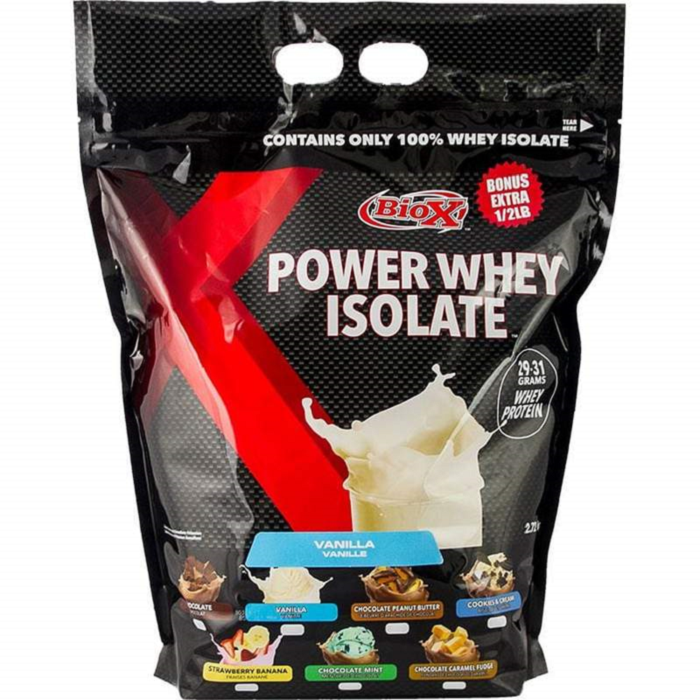 TEAR
HERE
CONTAINS ONLY 100% WHEY ISOLATE
BIOX
BONUS
EXTRA
1/2LB
POWER WHEY
ISOLATE
29-31
GRAMS
WHEY
PROTEIN
VANILLA
VANILLE
VANILLA
CHOCOLATE PEANUT BUTTER
COOKIES & CREAM
STRAWBERRY BANANA
FRAISES BANANE
CHOCOLATE MINT
CHOCOLATE CARAMEL FUDGE